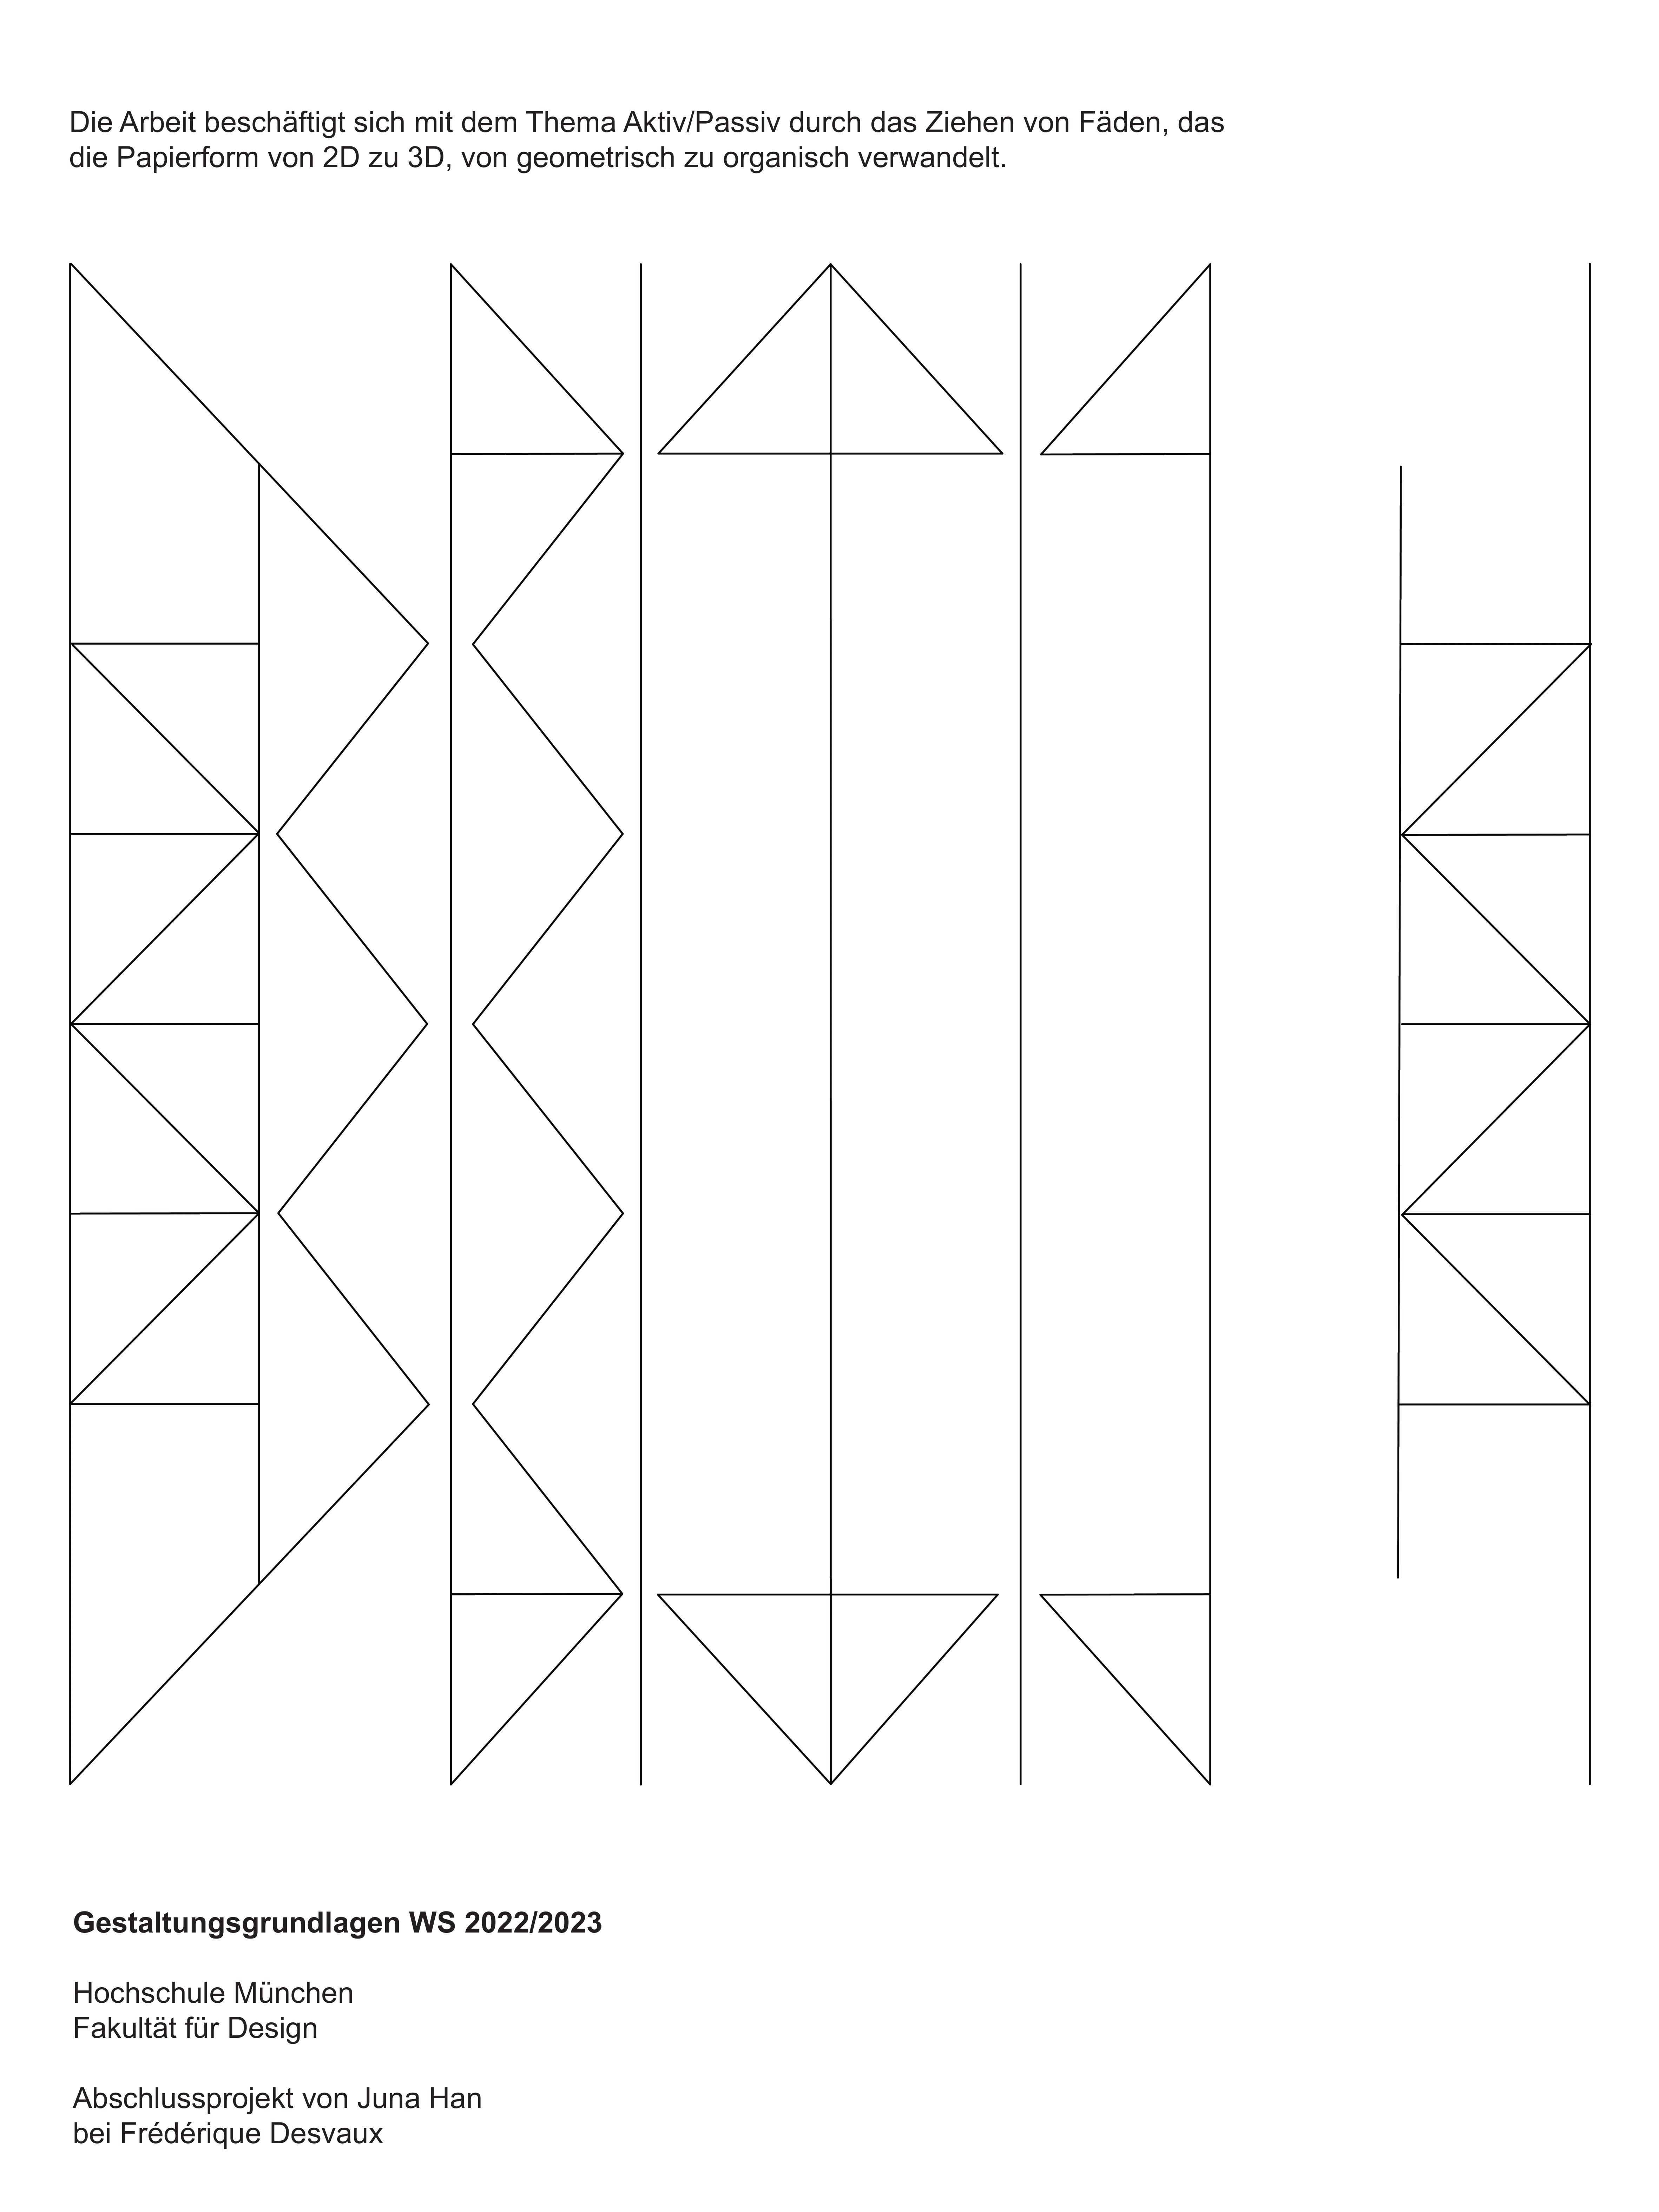 Die Arbeit beschäftigt sich mit dem Thema Aktiv/Passiv durch das Ziehen von Fäden, das
die Papierform von 2D zu 3D, von geometrisch zu organisch verwandelt.
Gestaltungsgrundlagen WS 2022/2023
Hochschule München
Fakultät für Design
Abschlussprojekt von Juna Han
bei Frédérique Desvaux